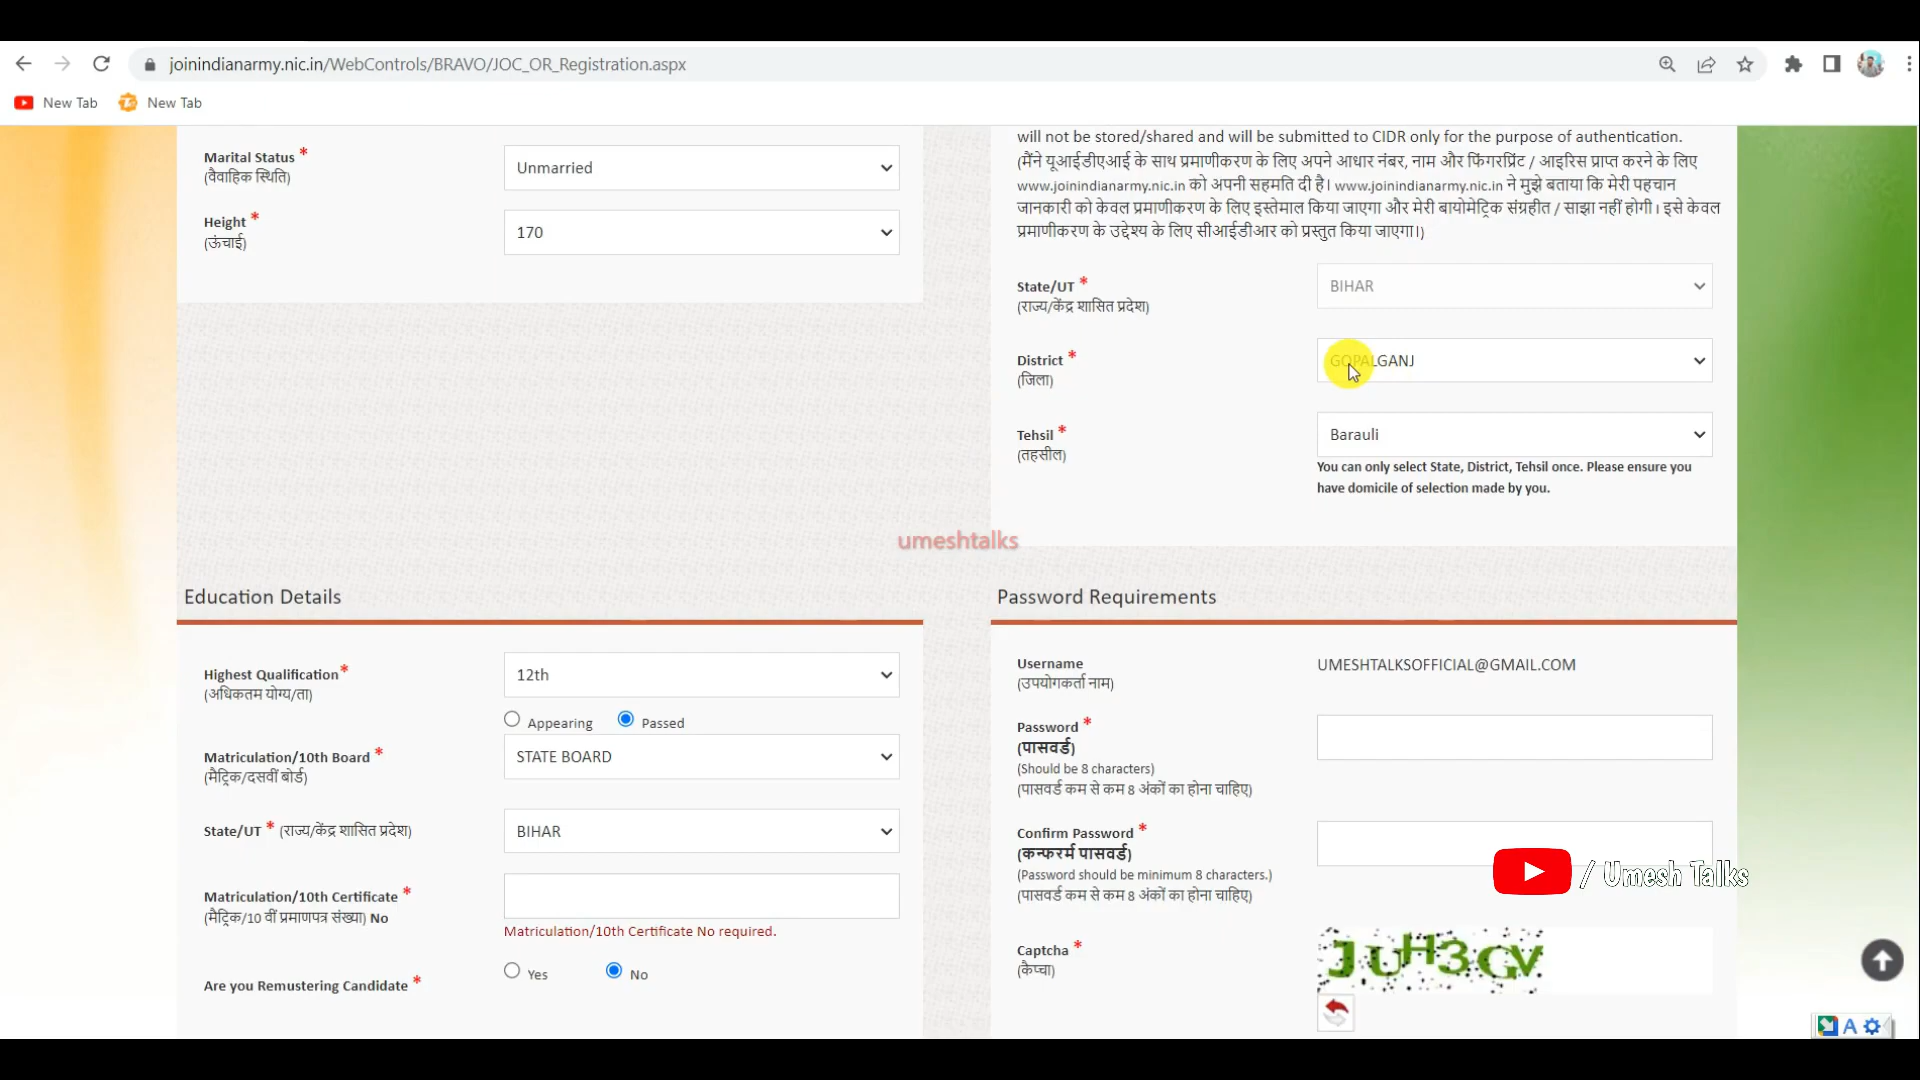 joinindianarmy.nic.in/WebControls/BRAVO/JOC_OR_Registration.aspx
New Tab
New Tab
Marital Status *
(वैवाहिक स्थिति)
Unmarried
Height *
(ऊंचाई)
170
will not be stored/shared and will be submitted to CIDR only for the purpose of authentication.
(मैंने यूआईडीएआई के साथ प्रमाणीकरण के लिए अपने आधार नंबर, नाम और फिंगरप्रिंट / आइरिस प्राप्त करने के लिए
www.joinindianarmy.nic.in को अपनी सहमति दी है। www.joinindianarmy.nic.in ने मुझे बताया कि मेरी पहचान
जानकारी को केवल प्रमाणीकरण के लिए इस्तेमाल किया जाएगा और मेरी बायोमेट्रिक संग्रहीत / साझा नहीं होगी। इसे केवल
प्रमाणीकरण के उद्देश्य के लिए सीआईडीआर को प्रस्तुत किया जाएगा।)
State/UT *
(राज्य/केंद्र शासित प्रदेश)
BIHAR
District *
(जिला)
GOPALGANJ
Tehsil *
(तहसील)
Barauli
You can only select State, District, Tehsil once. Please ensure you
have domicile of selection made by you.
umeshtalks
Education Details
Highest Qualification *
(अधिकतम योग्य/ता)
12th
Appearing
Passed
Matriculation/10th Board *
(मैट्रिक/दसवीं बोर्ड)
STATE BOARD
State/UT * (राज्य/केंद्र शासित प्रदेश)
BIHAR
Matriculation/10th Certificate *
(मैट्रिक/10 वीं प्रमाणपत्र संख्या) No
Matriculation/10th Certificate No required.
Are you Remustering Candidate *
Yes
No
Password Requirements
Username
(उपयोगकर्ता नाम)
UMESHTALKSOFFICIAL@GMAIL.COM
Password *
(पासवर्ड)
(Should be 8 characters)
(पासवर्ड कम से कम 8 अंकों का होना चाहिए)
Confirm Password *
(कन्फरर्म पासवर्ड)
(Password should be minimum 8 characters.)
(पासवर्ड कम से कम 8 अंकों का होना चाहिए)
/ Umesh Talks
Captcha *
(कैप्चा)
JUH3GV
A